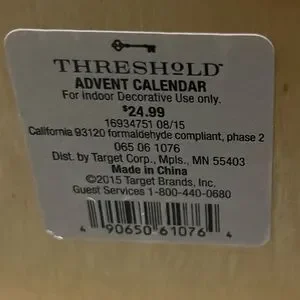 THRESHOLD™
ADVENT CALENDAR
For Indoor Decorative Use only.
$24.99
16934751 08/15
California 93120 formaldehyde compliant, phase 2
065 06 1076
Dist. by Target Corp., Mpls., MN 55403
Made in China
©2015 Target Brands, Inc.
Guest Services 1-800-440-0680
4 90650 61076 4